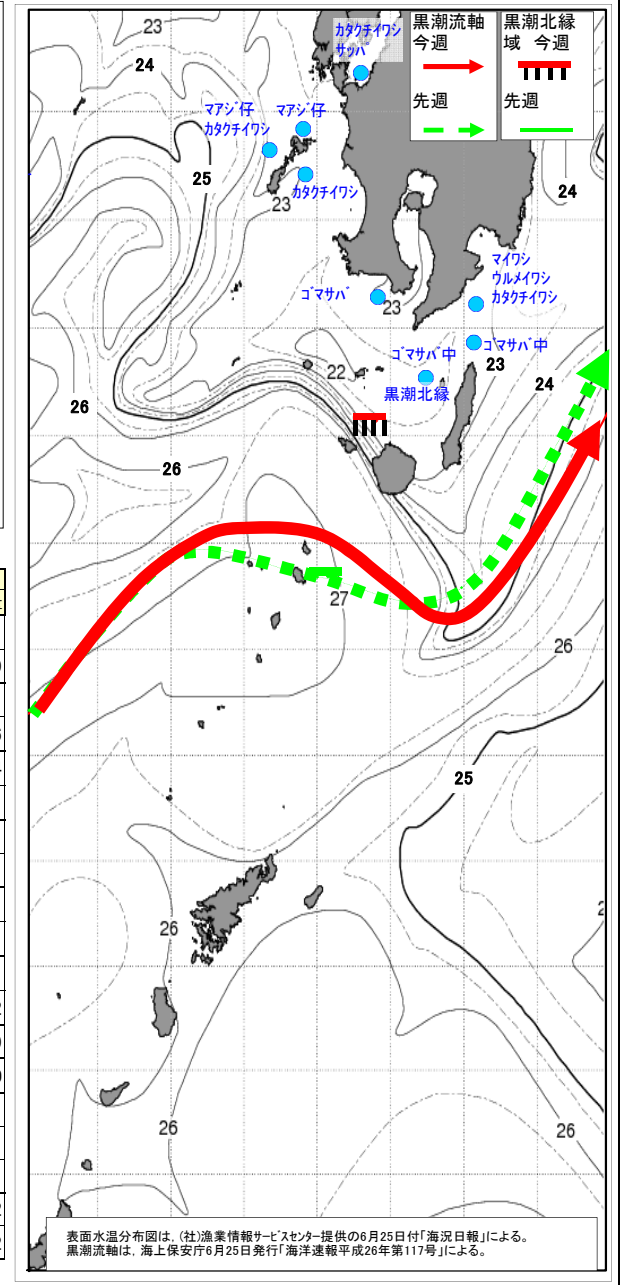 カタクチイワシ
サッパ
黒潮流軸
今週
先週
黒潮北縁
域 今週
先週
23
24
マアジ仔
カタクチイワシ
マアジ仔
25
カタクチイワシ
23
24
マイワシ
ウルメイワシ
カタクチイワシ
ゴマサバ
23
ゴマサバ中
23
22
ゴマサバ中
黒潮北縁
24
26
26
27
26
25
26
26
26
表面水温分布図は, (社)漁業情報サービスセンター提供の6月25日付「海況日報」による。
黒潮流軸は, 海上保安庁6月25日発行「海洋速報平成26年第117号」による。